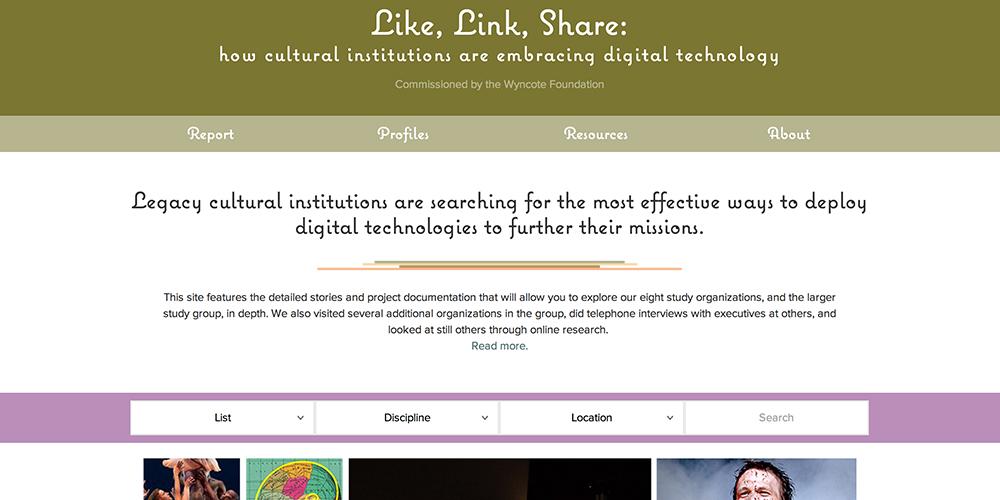 Like, Link, Share:
how cultural institutions are embracing digital technology
Commissioned by the Wyncote Foundation
Report Profiles Resources About
Legacy cultural institutions are searching for the most effective ways to deploy
digital technologies to further their missions.
This site features the detailed stories and project documentation that will allow you to explore our eight study organizations, and the larger
study group, in depth. We also visited several additional organizations in the group, did telephone interviews with executives at others, and
looked at still others through online research.
Read more.
List Discipline Location Search